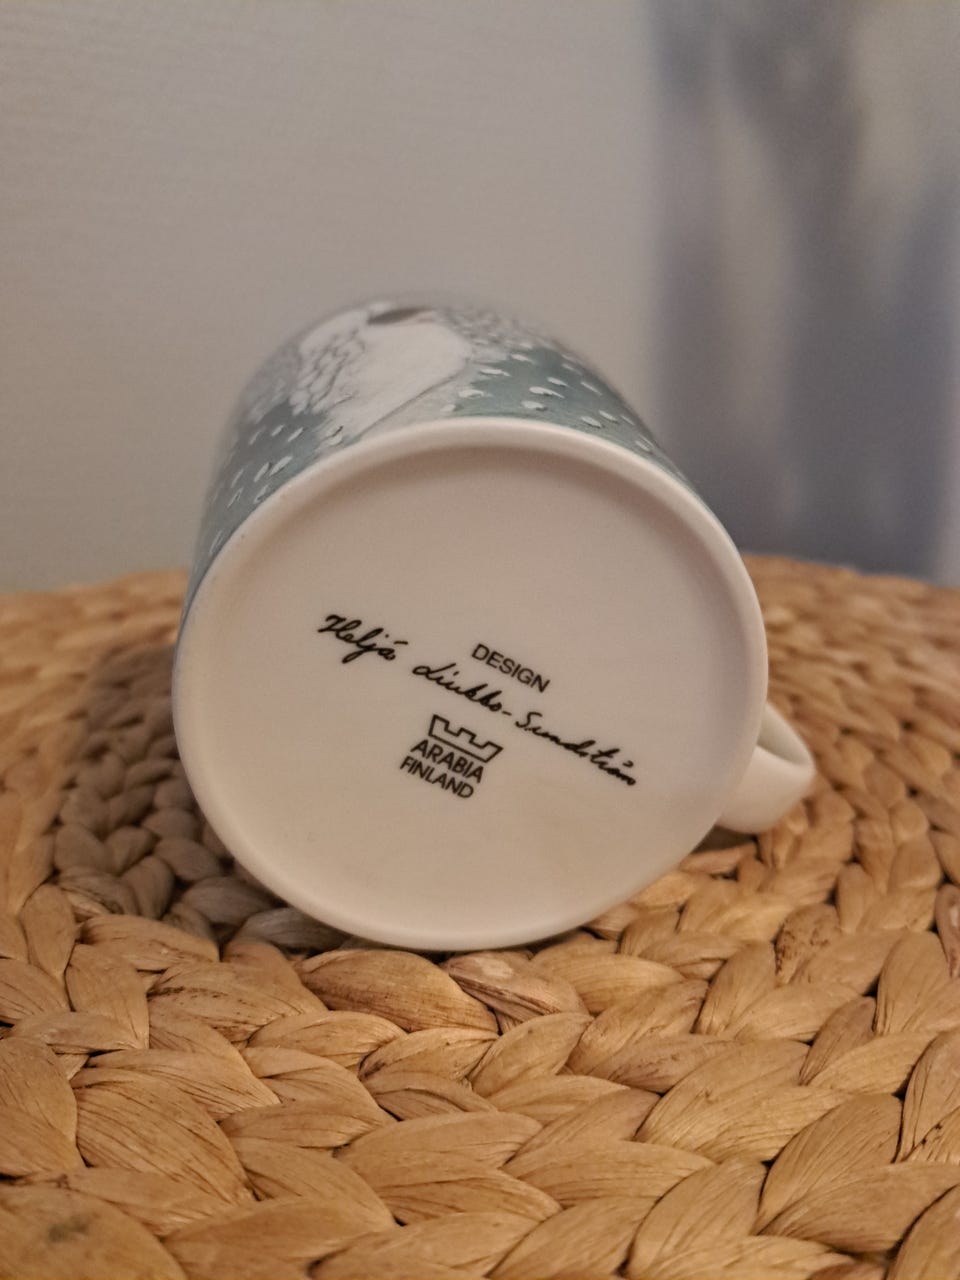 DESIGN
Heljä Liukko-Sundström
ARABIA
FINLAND